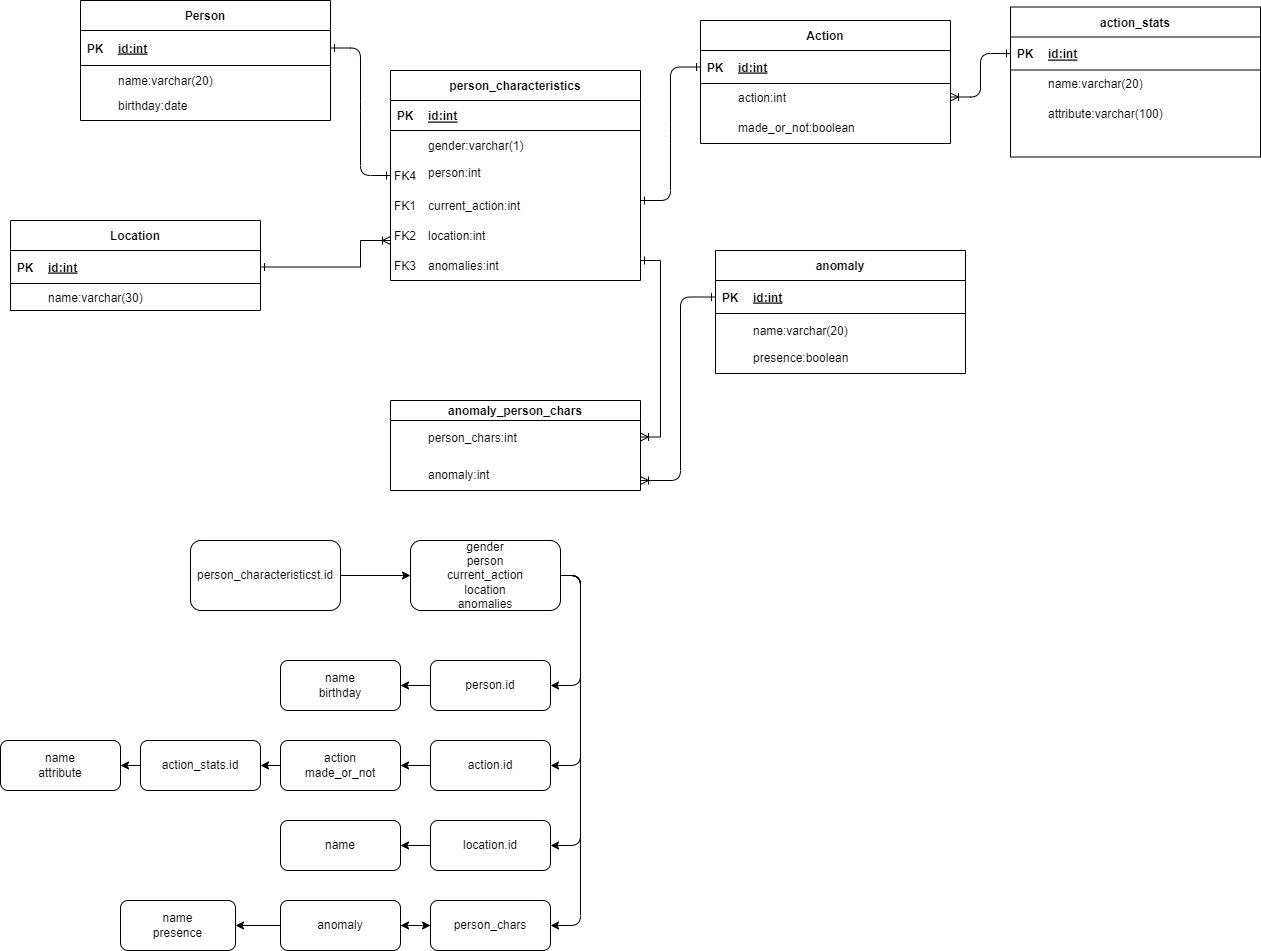 Person
PK id:int
name:varchar(20)
birthday:date
person_characteristics
PK id:int
gender:varchar(1)
FK4 person:int
FK1 current_action:int
FK2 location:int
FK3 anomalies:int
Action
PK id:int
action:int
made_or_not:boolean
action_stats
PK id:int
name:varchar(20)
attribute:varchar(100)
Location
PK id:int
name:varchar(30)
anomaly
PK id:int
name:varchar(20)
presence:boolean
anomaly_person_chars
person_chars:int
anomaly:int
person_characteristicst.id
gender
person
current_action
location
anomalies
name
birthday
person.id
name
attribute
action_stats.id
action
made_or_not
action.id
name
location.id
name
presence
anomaly
person_chars